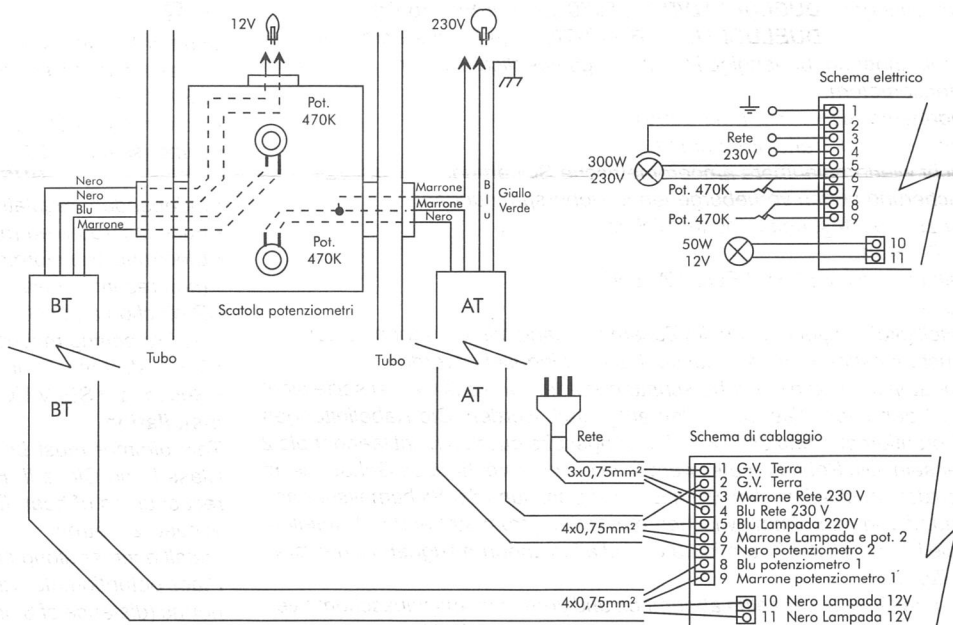 12V
230V
Pot.
470K
Nero
Nero
Blu
Marrone
Marrone
Marrone
Nero
Blu
Giallo
Verde
Pot.
470K
BT
AT
Scatola potenziometri
Tubo
Tubo
BT
AT
Schema elettrico
Rete
230V
300W
230V
Pot. 470K
Pot. 470K
50W
12V
1
2
3
4
5
6
7
8
9
10
11
Rete
Schema di cablaggio
3x0,75mm²
4x0,75mm²
4x0,75mm²
1 G.V. Terra
2 G.V. Terra
3 Marrone Rete 230 V
4 Blu Rete 230 V
5 Blu Lampada 220V
6 Marrone Lampada e pot. 2
7 Nero potenziometro 2
8 Blu potenziometro 1
9 Marrone potenziometro 1
10 Nero Lampada 12V
11 Nero Lampada 12V